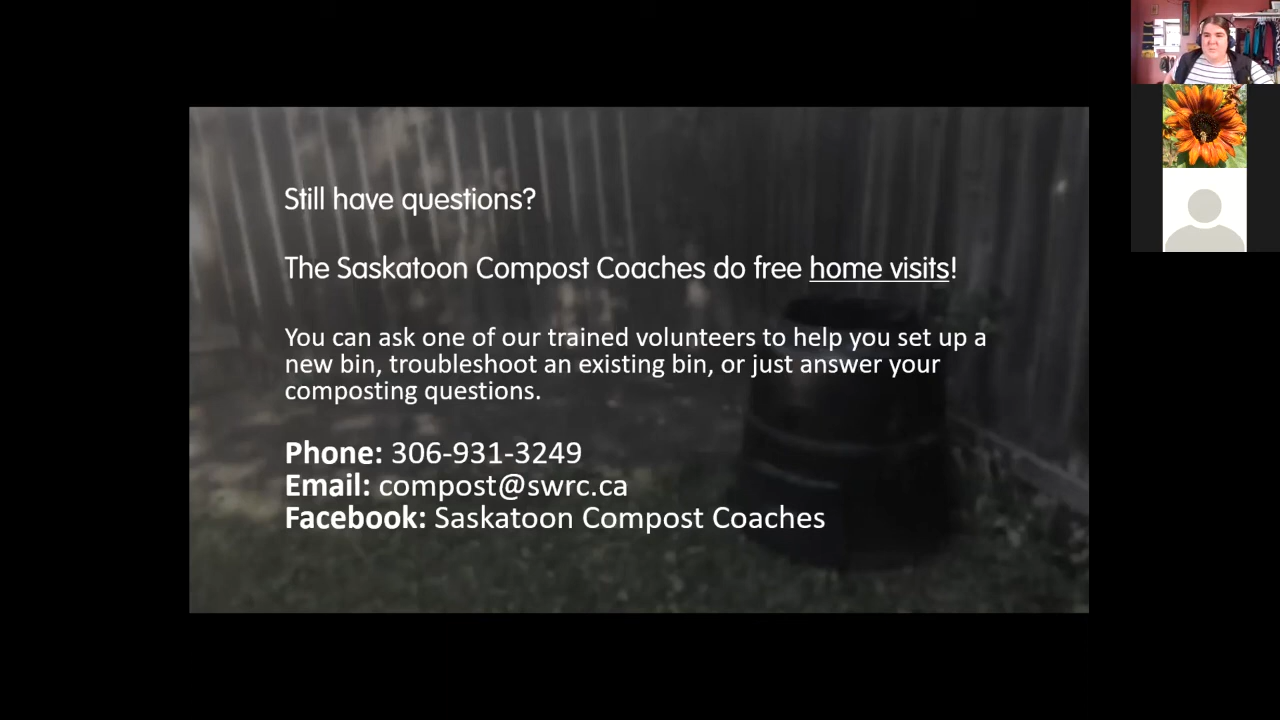 Still have questions?
The Saskatoon Compost Coaches do free home visits!
You can ask one of our trained volunteers to help you set up a
new bin, troubleshoot an existing bin, or just answer your
composting questions.
Phone: 306-931-3249
Email: compost@swrc.ca
Facebook: Saskatoon Compost Coaches